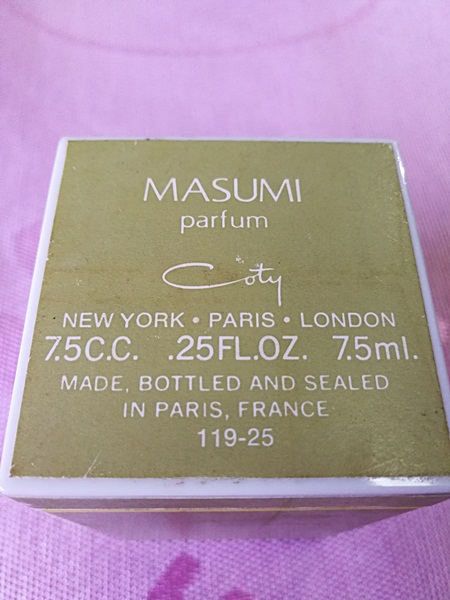 MASUMI
parfum
Coty
NEW YORK • PARIS • LONDON
7.5C.C. .25FL.OZ. 7.5ml.
MADE, BOTTLED AND SEALED
IN PARIS, FRANCE
119-25